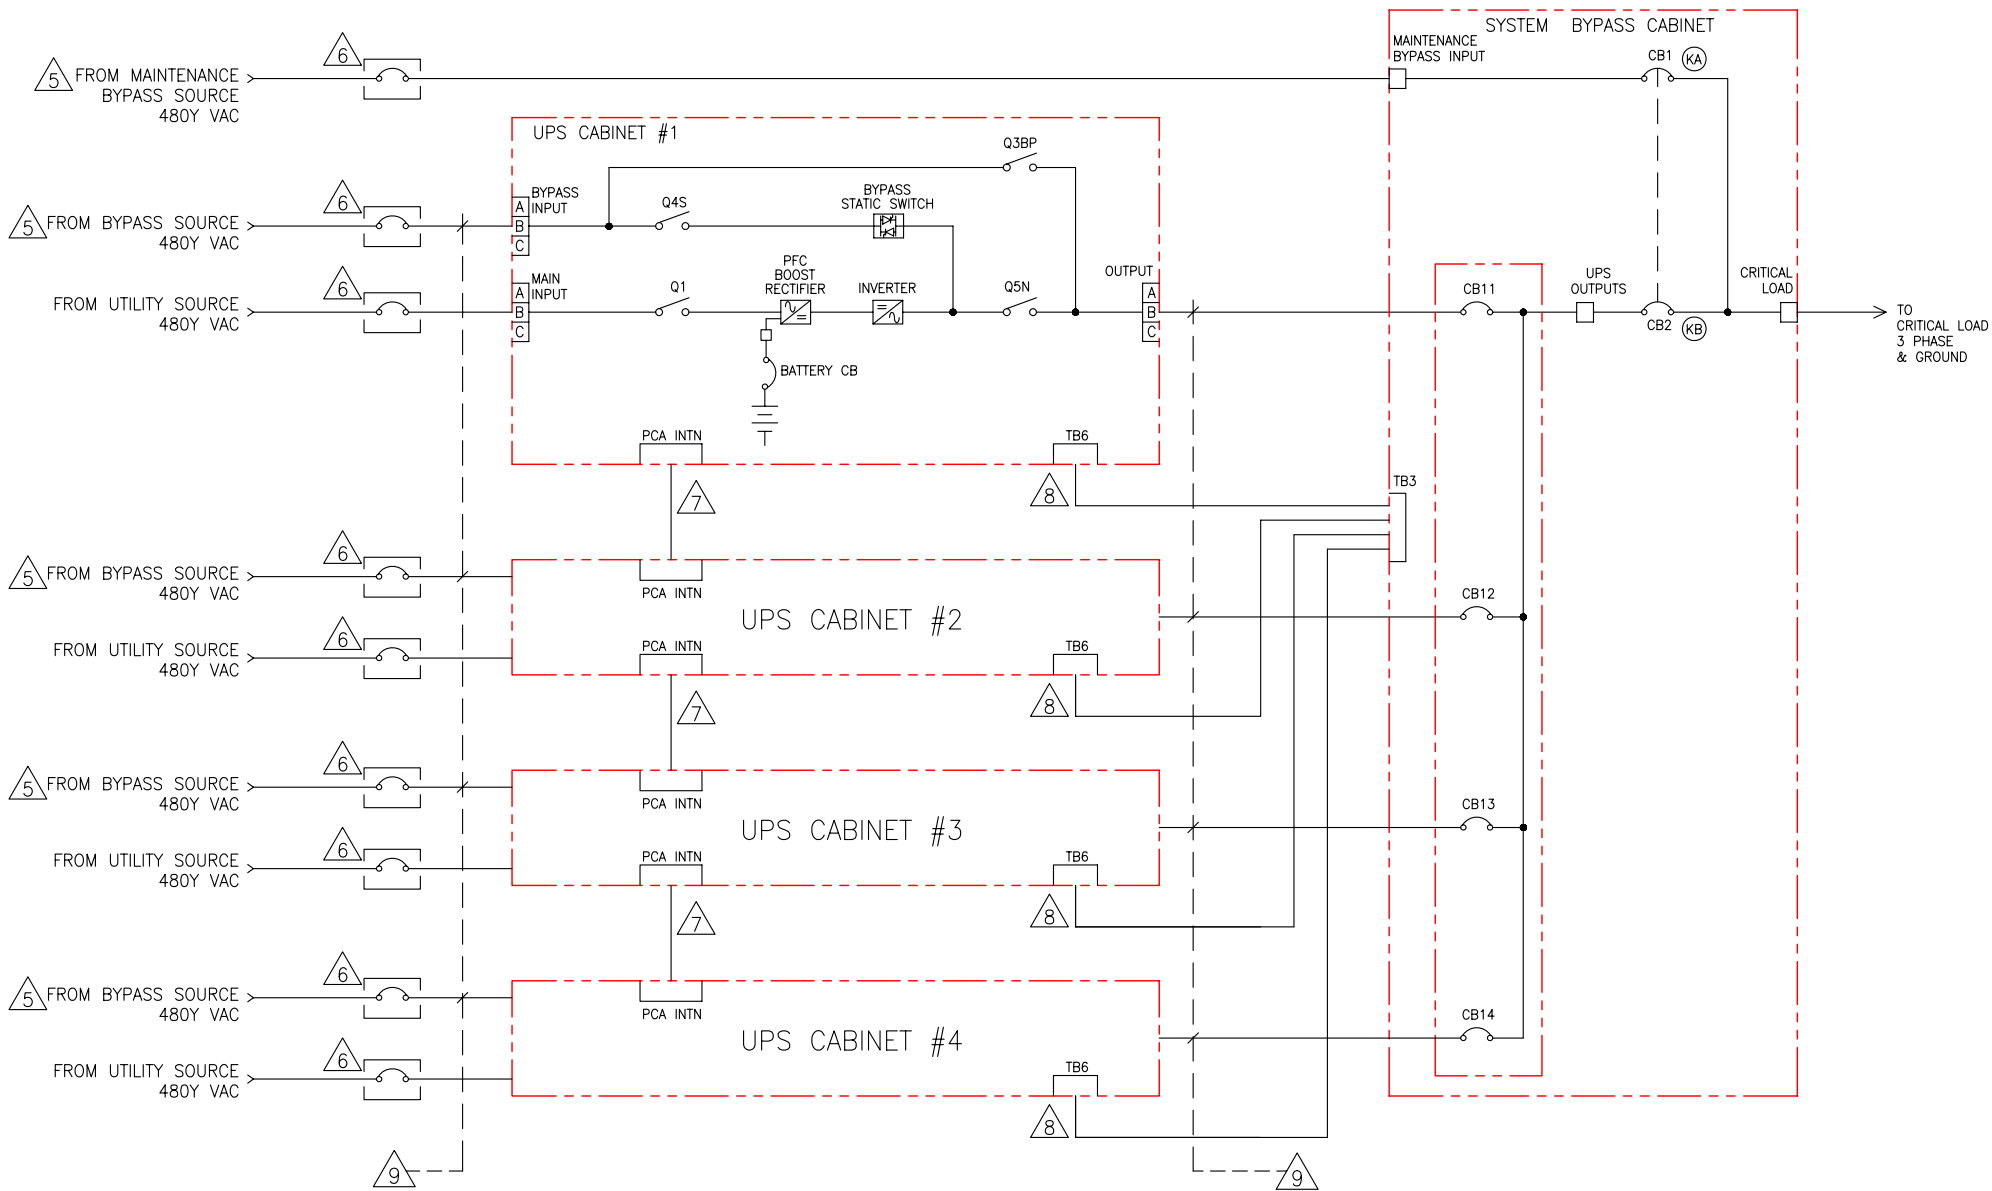 SYSTEM BYPASS CABINET
MAINTENANCE
BYPASS INPUT
CB1
KA
6
5
FROM MAINTENANCE
BYPASS SOURCE
480Y VAC
UPS CABINET #1
Q3BP
6
5
FROM BYPASS SOURCE
480Y VAC
BYPASS
INPUT
A
B
C
Q4S
BYPASS
STATIC SWITCH
6
FROM UTILITY SOURCE
480Y VAC
MAIN
INPUT
A
B
C
Q1
PFC
BOOST
RECTIFIER
INVERTER
Q5N
OUTPUT
A
B
C
BATTERY CB
CB11
UPS
OUTPUTS
CB2
KB
CRITICAL
LOAD
TO
CRITICAL LOAD
3 PHASE
& GROUND
PCA INTN
TB6
7
8
TB3
6
5
FROM BYPASS SOURCE
480Y VAC
PCA INTN
UPS CABINET #2
CB12
6
FROM UTILITY SOURCE
480Y VAC
PCA INTN
TB6
7
8
6
5
FROM BYPASS SOURCE
480Y VAC
PCA INTN
UPS CABINET #3
CB13
6
FROM UTILITY SOURCE
480Y VAC
PCA INTN
TB6
7
8
6
5
FROM BYPASS SOURCE
480Y VAC
PCA INTN
UPS CABINET #4
CB14
6
FROM UTILITY SOURCE
480Y VAC
TB6
8
9
9